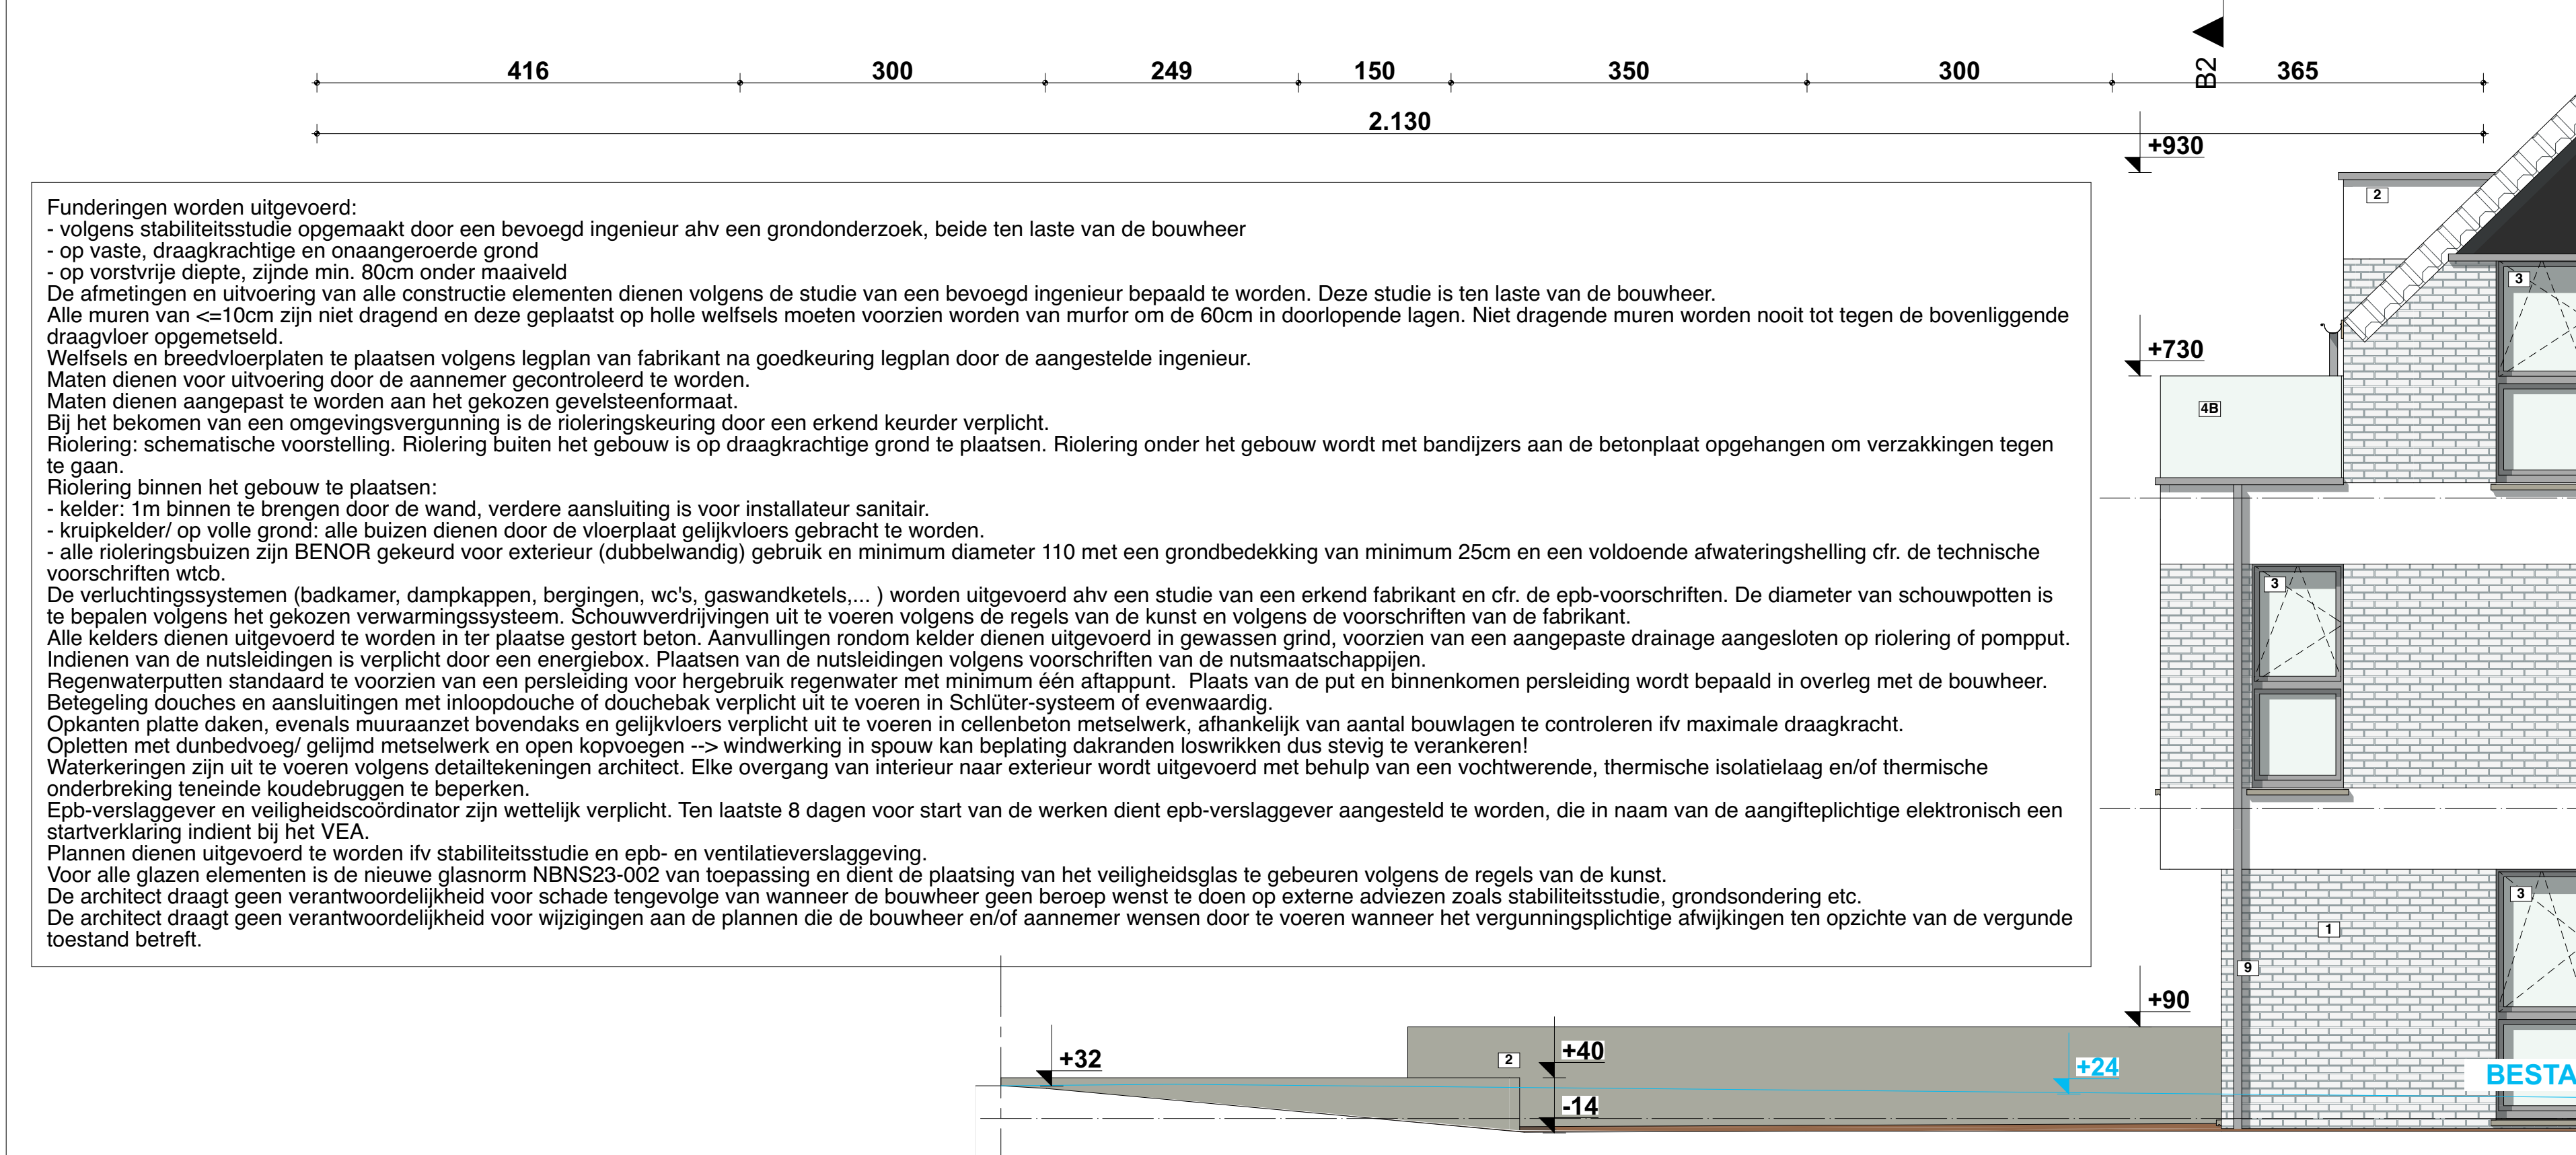 B2
416
300
249
150
350
300
365
2.130
+930
2
Funderingen worden uitgevoerd:
- volgens stabiliteitsstudie opgemaakt door een bevoegd ingenieur ahv een grondonderzoek, beide ten laste van de bouwheer
- op vaste, draagkrachtige en onaangeroerde grond
- op vorstvrije diepte, zijnde min. 80cm onder maaiveld
De afmetingen en uitvoering van alle constructie elementen dienen volgens de studie van een bevoegd ingenieur bepaald te worden. Deze studie is ten laste van de bouwheer.
Alle muren van <=10cm zijn niet dragend en deze geplaatst op holle welfsels moeten voorzien worden van murfor om de 60cm in doorlopende lagen. Niet dragende muren worden nooit tot tegen de bovenliggende
draagvloer opgemetseld.
Welfsels en breedvloerplaten te plaatsen volgens legplan van fabrikant na goedkeuring legplan door de aangestelde ingenieur.
Maten dienen voor uitvoering door de aannemer gecontroleerd te worden.
Maten dienen aangepast te worden aan het gekozen gevelsteenformaat.
Bij het bekomen van een omgevingsvergunning is de rioleringskeuring door een erkend keurder verplicht.
Riolering: schematische voorstelling. Riolering buiten het gebouw is op draagkrachtige grond te plaatsen. Riolering onder het gebouw wordt met bandijzers aan de betonplaat opgehangen om verzakkingen tegen
te gaan.
Riolering binnen het gebouw te plaatsen:
- kelder: 1m binnen te brengen door de wand, verdere aansluiting is voor installateur sanitair.
- kruipkelder/ op volle grond: alle buizen dienen door de vloerplaat gelijkvloers gebracht te worden.
- alle rioleringsbuizen zijn BENOR gekeurd voor exterieur (dubbelwandig) gebruik en minimum diameter 110 met een grondbedekking van minimum 25cm en een voldoende afwateringshelling cfr. de technische
voorschriften wtcb.
De verluchtingssystemen (badkamer, dampkappen, bergingen, wc's, gaswandketels,... ) worden uitgevoerd ahv een studie van een erkend fabrikant en cfr. de epb-voorschriften. De diameter van schouwpotten is
te bepalen volgens het gekozen verwarmingssysteem. Schouwverdrijvingen uit te voeren volgens de regels van de kunst en volgens de voorschriften van de fabrikant.
Alle kelders dienen uitgevoerd te worden in ter plaatse gestort beton. Aanvullingen rondom kelder dienen uitgevoerd in gewassen grind, voorzien van een aangepaste drainage aangesloten op riolering of pompput.
Indienen van de nutsleidingen is verplicht door een energiebox. Plaatsen van de nutsleidingen volgens voorschriften van de nutsmaatschappijen.
Regenwaterputten standaard te voorzien van een persleiding voor hergebruik regenwater met minimum één aftappunt.  Plaats van de put en binnenkomen persleiding wordt bepaald in overleg met de bouwheer.
Betegeling douches en aansluitingen met inloopdouche of douchebak verplicht uit te voeren in Schlüter-systeem of evenwaardig.
Opkanten platte daken, evenals muuraanzet bovendaks en gelijkvloers verplicht uit te voeren in cellenbeton metselwerk, afhankelijk van aantal bouwlagen te controleren ifv maximale draagkracht.
Opletten met dunbedvoeg/ gelijmd metselwerk en open kopvoegen --> windwerking in spouw kan beplating dakranden loswrikken dus stevig te verankeren!
Waterkeringen zijn uit te voeren volgens detailtekeningen architect. Elke overgang van interieur naar exterieur wordt uitgevoerd met behulp van een vochtwerende, thermische isolatielaag en/of thermische
onderbreking teneinde koudebruggen te beperken.
Epb-verslaggever en veiligheidscoördinator zijn wettelijk verplicht. Ten laatste 8 dagen voor start van de werken dient epb-verslaggever aangesteld te worden, die in naam van de aangifteplichtige elektronisch een
startverklaring indient bij het VEA.
Plannen dienen uitgevoerd te worden ifv stabiliteitsstudie en epb- en ventilatieverslaggeving.
Voor alle glazen elementen is de nieuwe glasnorm NBNS23-002 van toepassing en dient de plaatsing van het veiligheidsglas te gebeuren volgens de regels van de kunst.
De architect draagt geen verantwoordelijkheid voor schade tengevolge van wanneer de bouwheer geen beroep wenst te doen op externe adviezen zoals stabiliteitsstudie, grondsondering etc.
De architect draagt geen verantwoordelijkheid voor wijzigingen aan de plannen die de bouwheer en/of aannemer wensen door te voeren wanneer het vergunningsplichtige afwijkingen ten opzichte van de vergunde
toestand betreft.
3
+730
4B
3
3
1
9
+90
+32
2
+40
+24
BESTA
-14